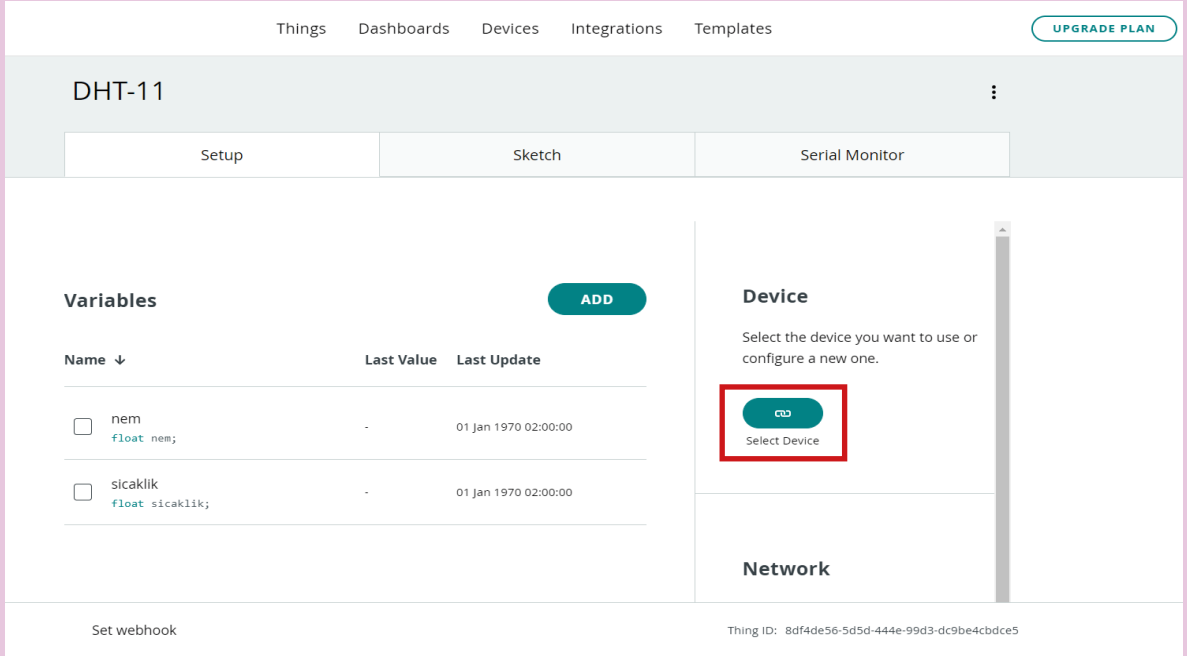 Things Dashboards Devices Integrations Templates UPGRADE PLAN
DHT-11
Setup Sketch Serial Monitor
Variables ADD
Name Last Value Last Update
nem - 01 Jan 1970 02:00:00
float nem;
sicaklik - 01 Jan 1970 02:00:00
float sicaklik;
Device
Select the device you want to use or
configure a new one.
Select Device
Network
Set webhook Thing ID: 8df4de56-5d5d-444e-99d3-dc9be4cbdce5